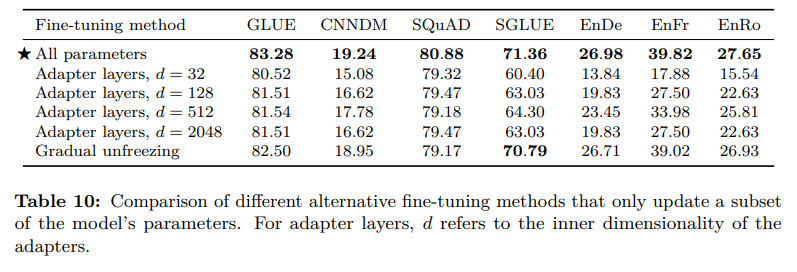 Fine-tuning method GLUE CNNDM SQuAD SGLUE EnDe EnFr EnRo
★ All parameters 83.28 19.24 80.88 71.36 26.98 39.82 27.65
Adapter layers, d = 32 80.52 15.08 79.32 60.40 13.84 17.88 15.54
Adapter layers, d = 128 81.51 16.62 79.47 63.03 19.83 27.50 22.63
Adapter layers, d = 512 81.54 17.78 79.18 64.30 23.45 33.98 25.81
Adapter layers, d = 2048 81.51 16.62 79.47 63.03 19.83 27.50 22.63
Gradual unfreezing 82.50 18.95 79.17 70.79 26.71 39.02 26.93
Table 10: Comparison of different alternative fine-tuning methods that only update a subset
of the model's parameters. For adapter layers, d refers to the inner dimensionality of the
adapters.